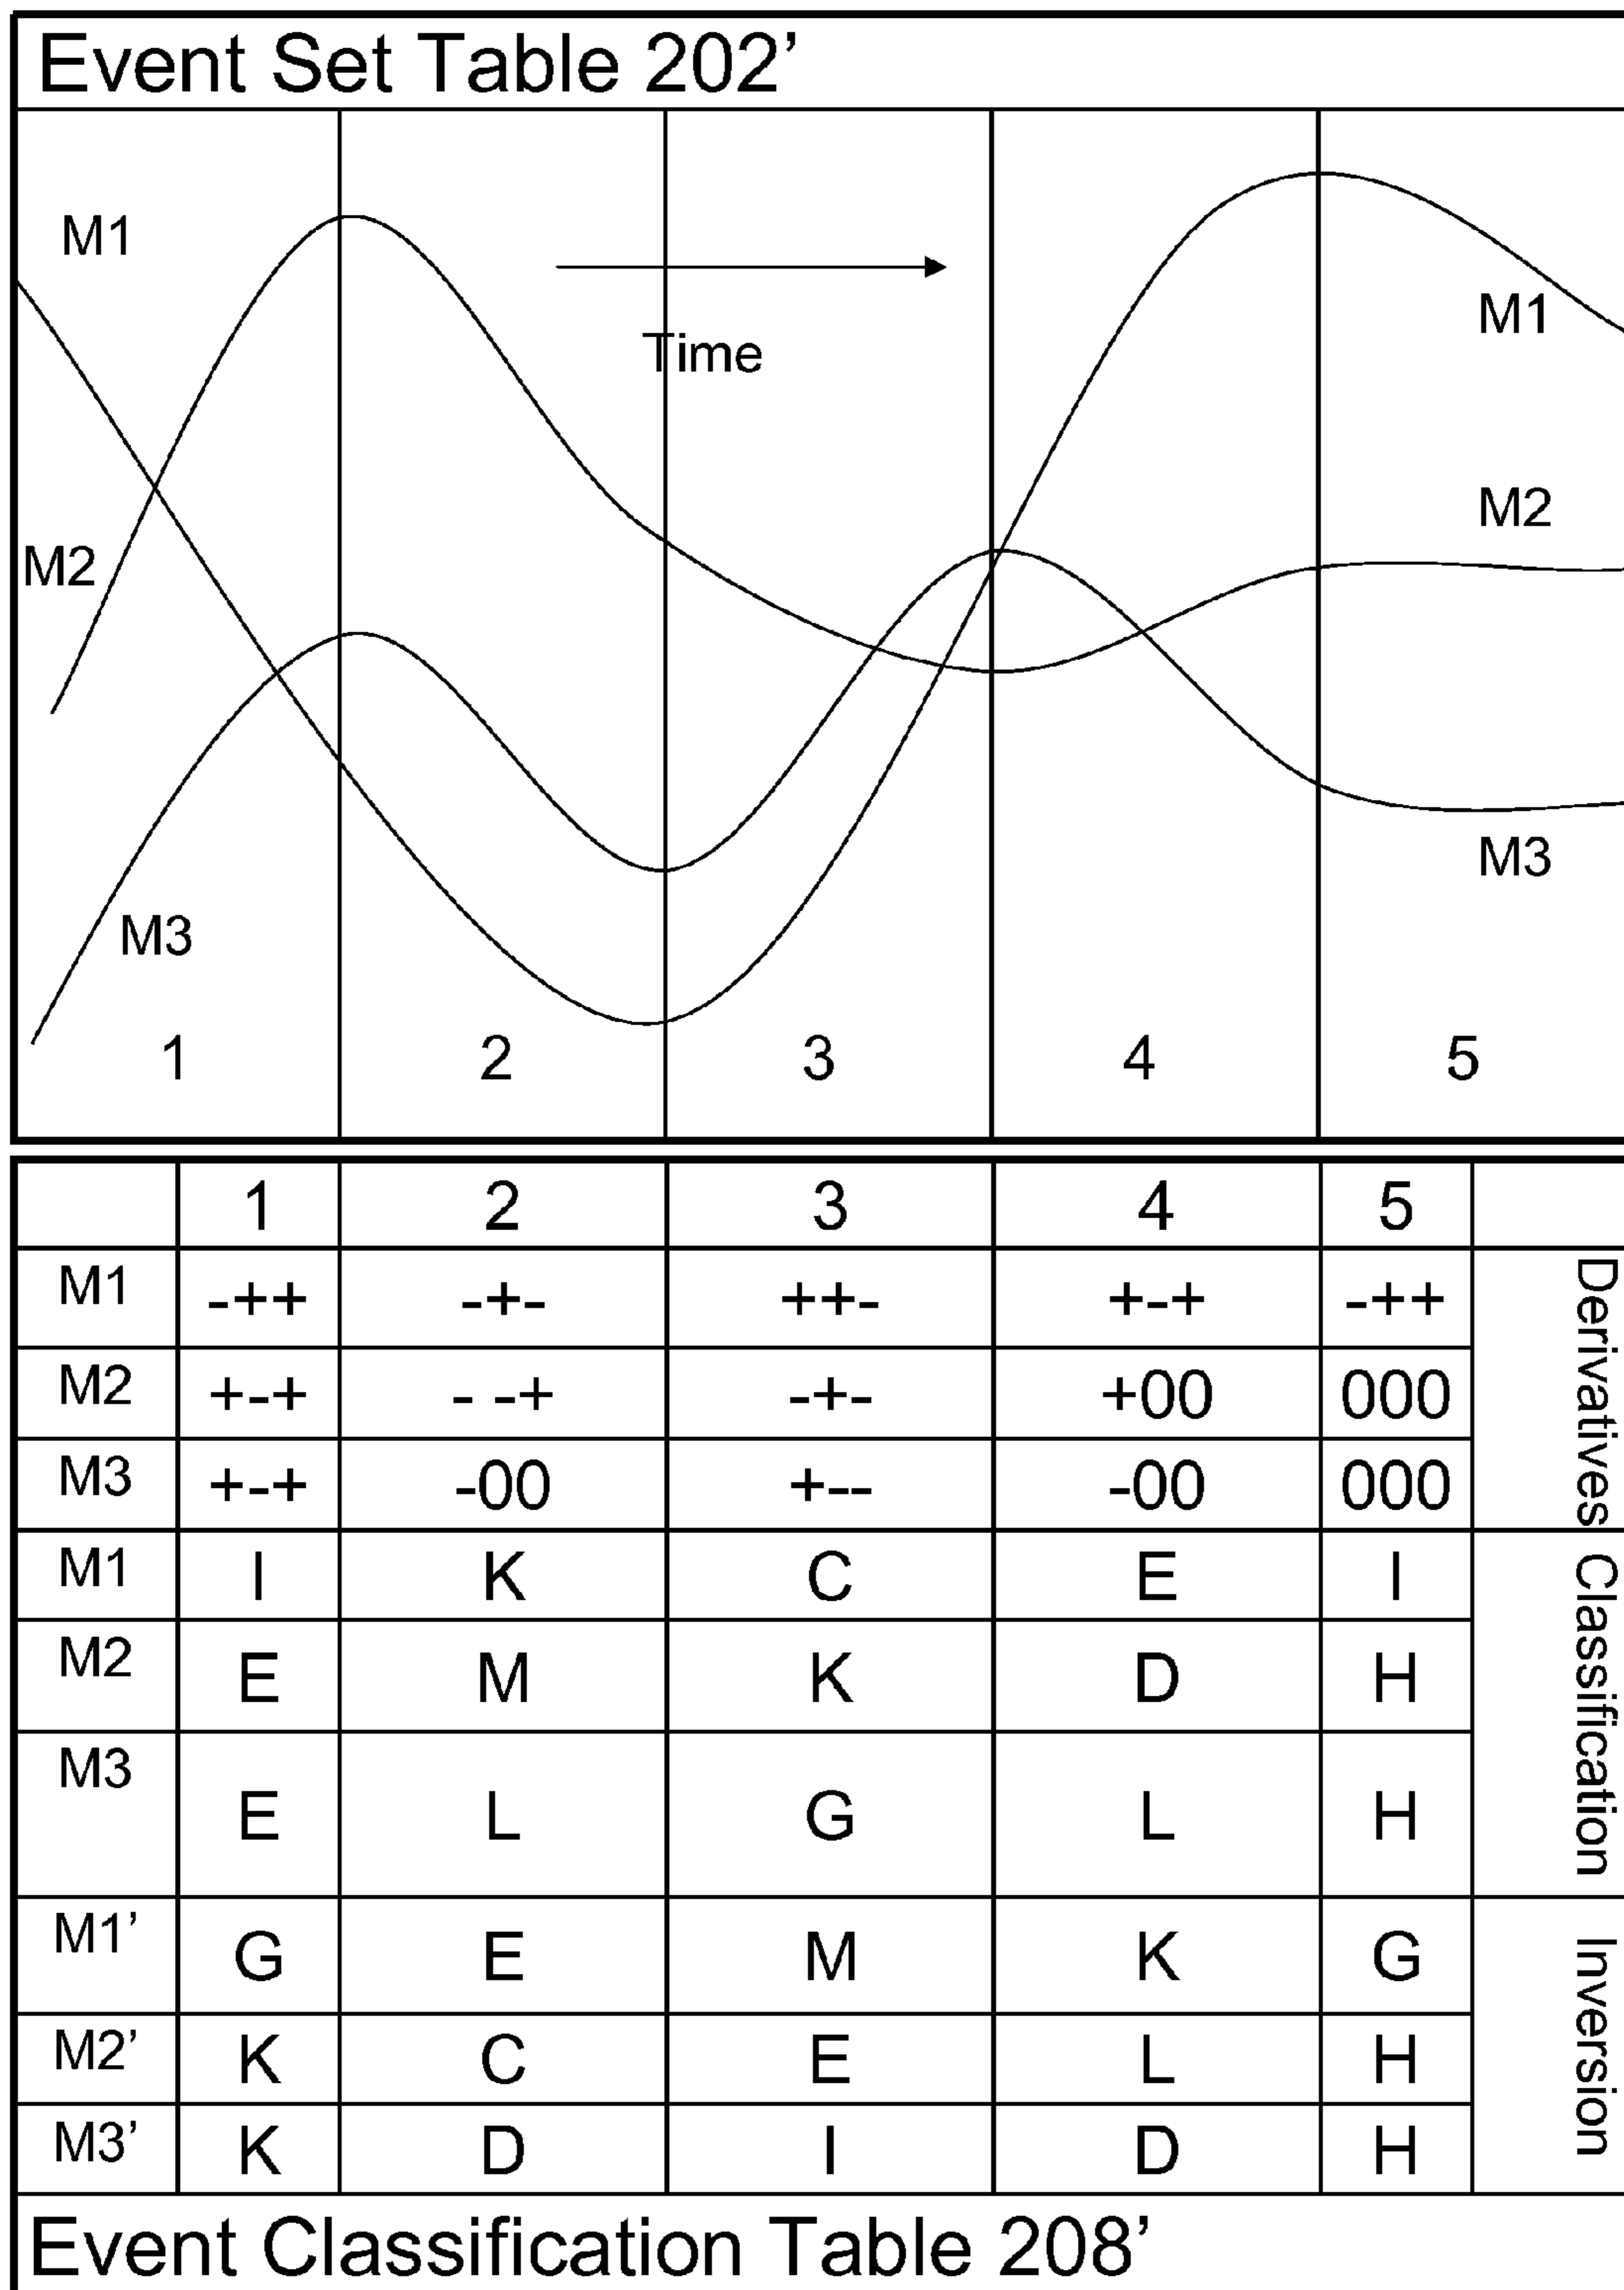 Event Set Table 202’
M1
M1
Time
M2
M2
M3
M3
1 2 3 4 5
1 2 3 4 5
M1 -++ -+- ++- +-+ -++
M2 +-+ - -+ -+- +00 000
M3 +-+ -00 +-- -00 000
Derivatives
M1 I K C E I
M2 E M K D H
M3 E L G L H
Classification
M1’ G E M K G
M2’ K C E L H
M3’ K D I D H
Inversion
Event Classification Table 208’